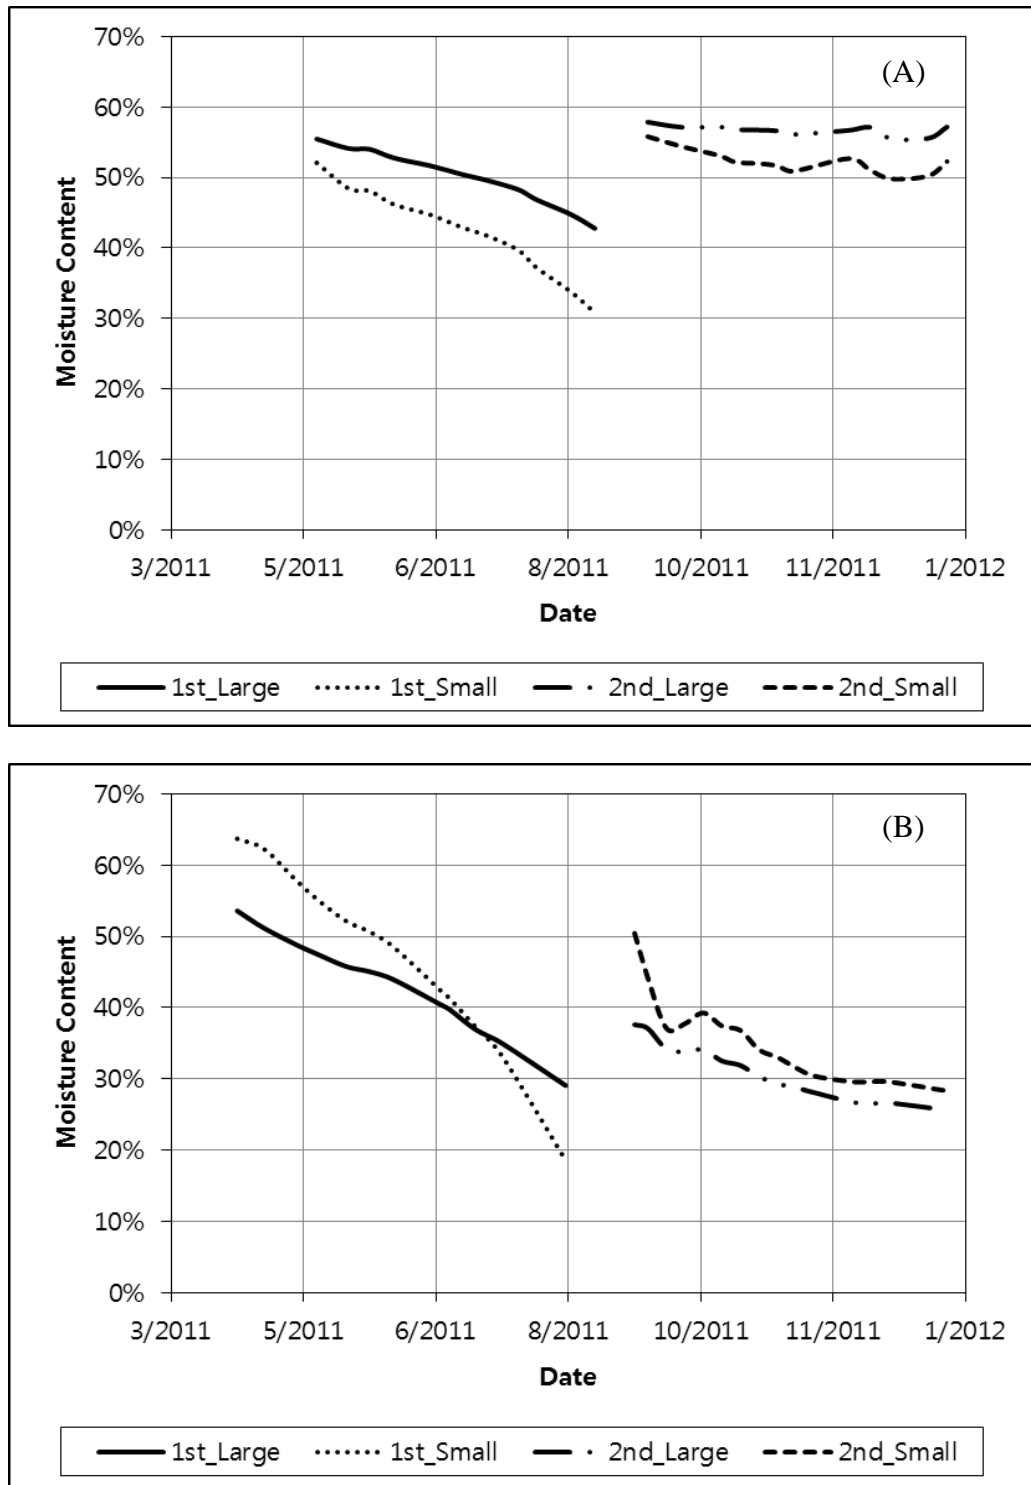 70%
(A)
60%
50%
40%
30%
20%
10%
0%
Moisture Content
3/2011 5/2011 6/2011 8/2011 10/2011 11/2011 1/2012
Date
1st_Large 1st_Small 2nd_Large 2nd_Small
70%
(B)
60%
50%
40%
30%
20%
10%
0%
Moisture Content
3/2011 5/2011 6/2011 8/2011 10/2011 11/2011 1/2012
Date
1st_Large 1st_Small 2nd_Large 2nd_Small